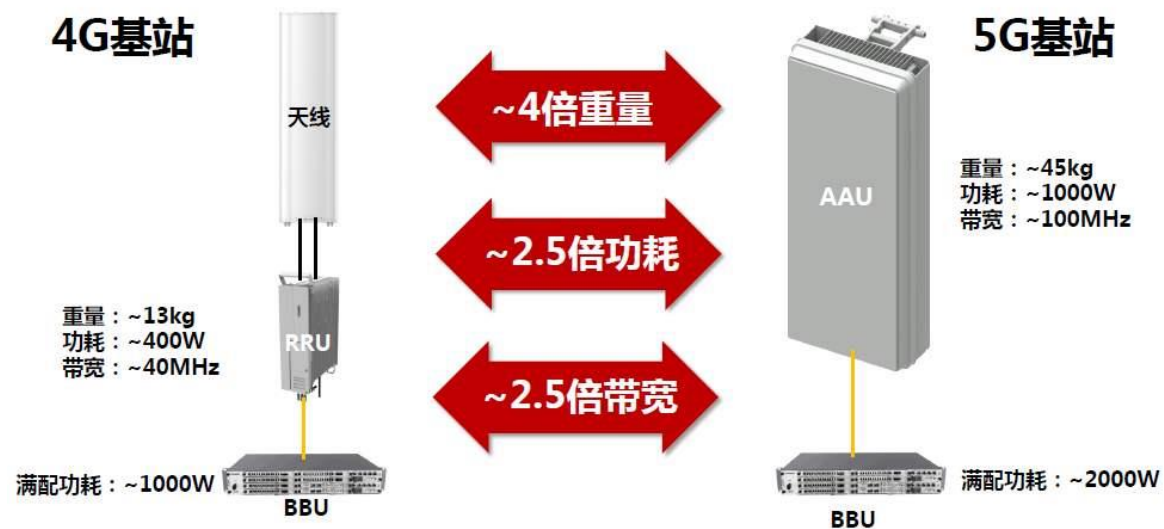 4G基站
5G基站
天线
~4倍重量
重量：~45kg
功耗：~1000W
带宽：~100MHz
AAU
~2.5倍功耗
重量：~13kg
功耗：~400W
带宽：~40MHz
RRU
~2.5倍带宽
满配功耗：~1000W
BBU
满配功耗：~2000W
BBU